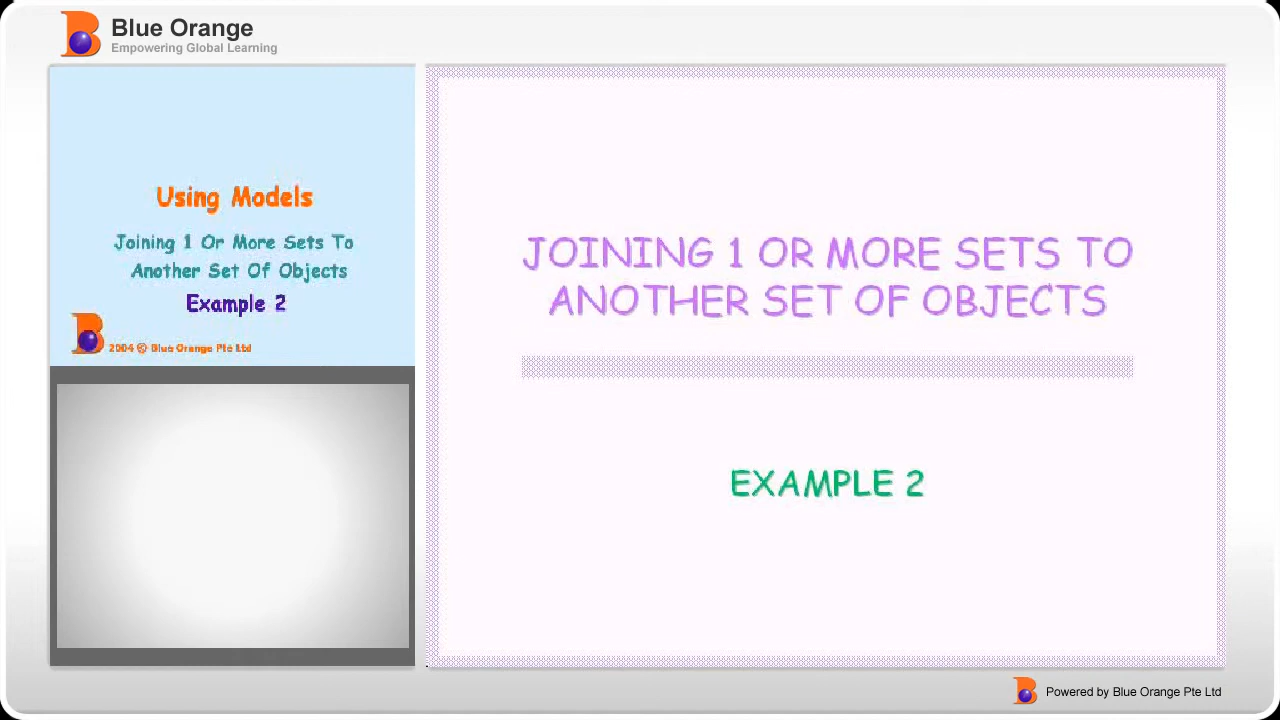 Blue Orange
Empowering Global Learning
Using Models
Joining 1 Or More Sets To
Another Set Of Objects
Example 2
2004 © Blue Orange Pte Ltd
JOINING 1 OR MORE SETS TO
ANOTHER SET OF OBJECTS
EXAMPLE 2
Powered by Blue Orange Pte Ltd